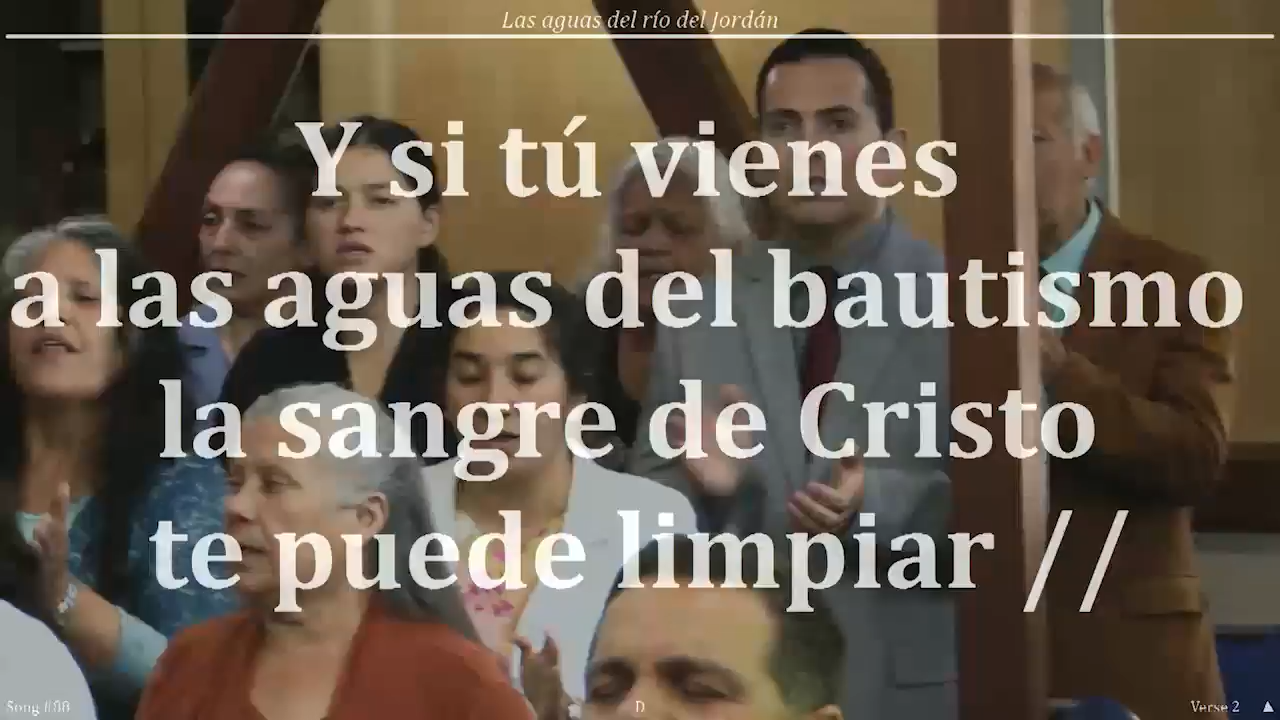 Las aguas del río del Jordán
Y si tú vienes
a las aguas del bautismo
la sangre de Cristo
te puede limpiar //
Song #88
D
Verse 2 ▲